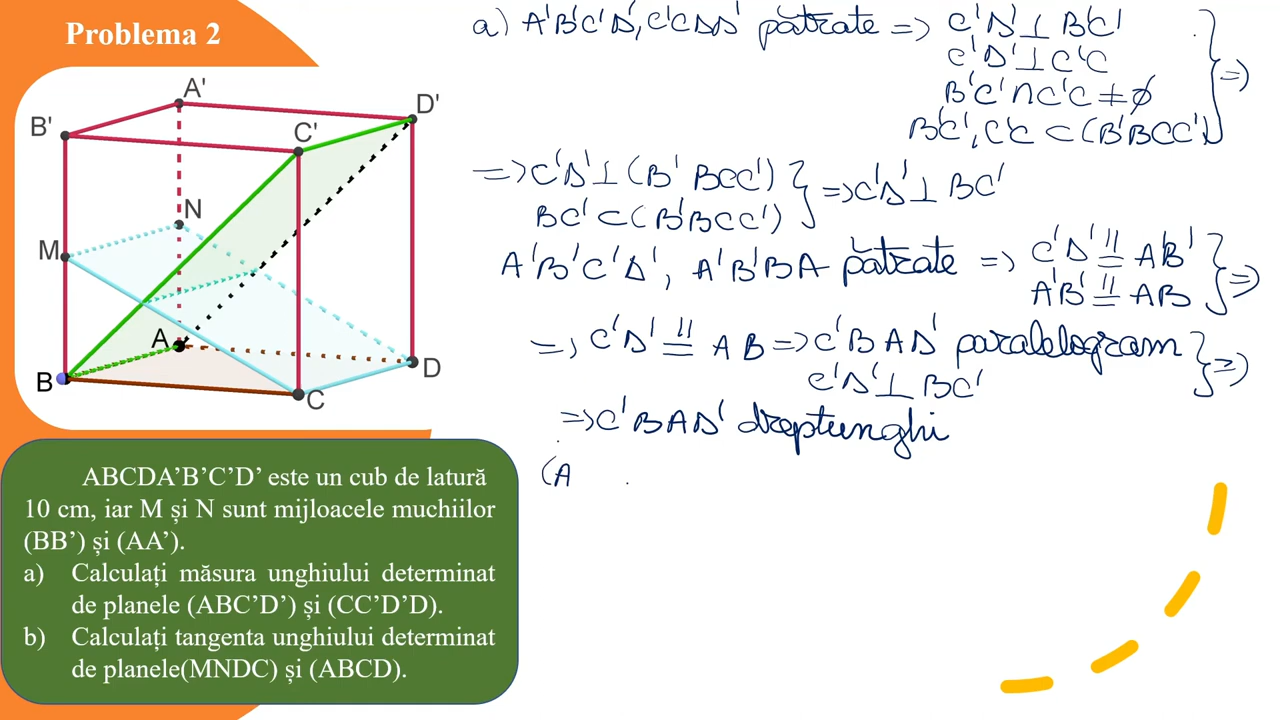 Problema 2
A'
B'
C'
D'
N
M
A
B
C
D
ABCDA’B’C’D’ este un cub de latură
10 cm, iar M și N sunt mijloacele muchiilor
(BB’) și (AA’).
a) Calculați măsura unghiului determinat
de planele (ABC’D’) și (CC’D’D).
b) Calculați tangenta unghiului determinat
de planele(MNDC) și (ABCD).
a) A'B'C'D', C'CDD' pătrate => C'D' ⊥ B'C'
C'D' ⊥ C'C
B'C' ∩ C'C ≠ ∅
B'C', C'C ⊂ (B'BCC') } =>
=> C'D' ⊥ (B'BCC')
BC' ⊂ (B'BCC') } => C'D' ⊥ BC'
A'B'C'D', A'B'BA pătrate => C'D' ∥= A'B'
A'B' ∥= AB } =>
=> C'D' ∥= AB => C'BAD' paralelogram
C'D' ⊥ BC' } =>
=> C'BAD' dreptunghi
(A